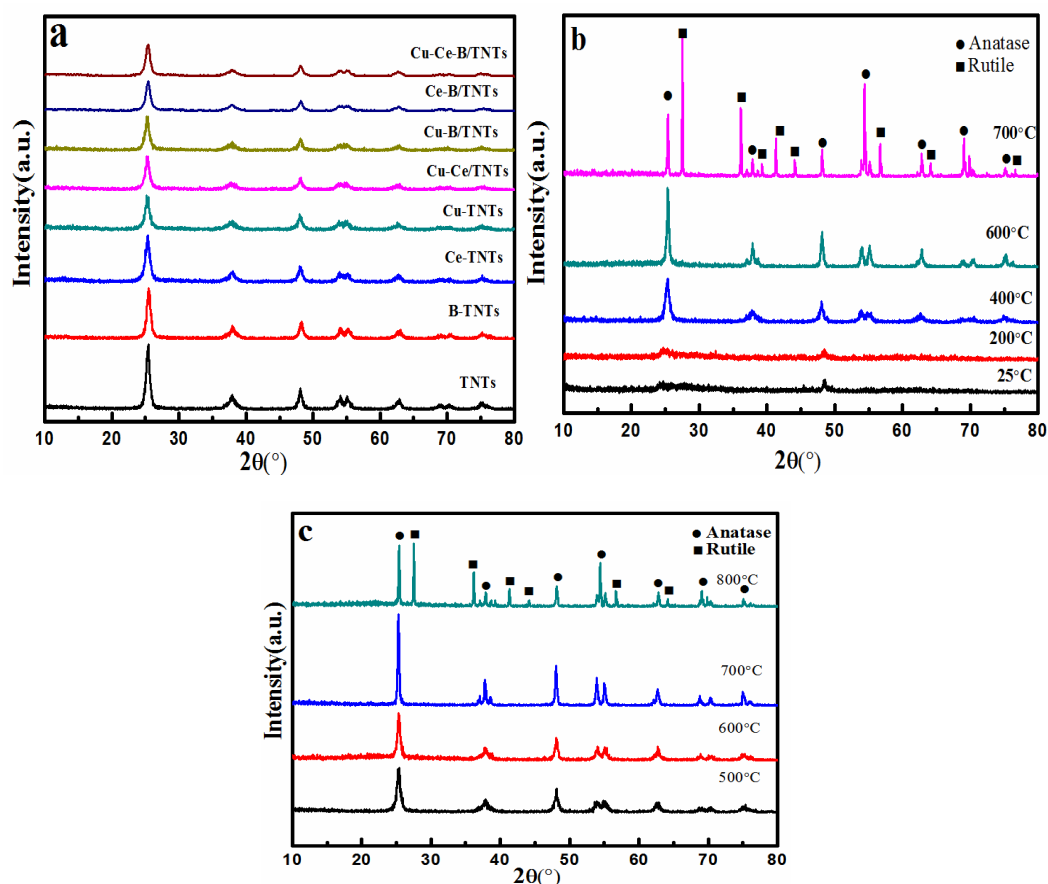 a
Cu-Ce-B/TNTs
Ce-B/TNTs
Cu-B/TNTs
Cu-Ce/TNTs
Cu-TNTs
Ce-TNTs
B-TNTs
TNTs
Intensity(a.u.)
10 20 30 40 50 60 70 80
2θ(°)
b
Anatase
Rutile
700°C
600°C
400°C
200°C
25°C
Intensity(a.u.)
10 20 30 40 50 60 70 80
2θ(°)
c
Anatase
Rutile
800°C
700°C
600°C
500°C
Intensity(a.u.)
10 20 30 40 50 60 70 80
2θ(°)